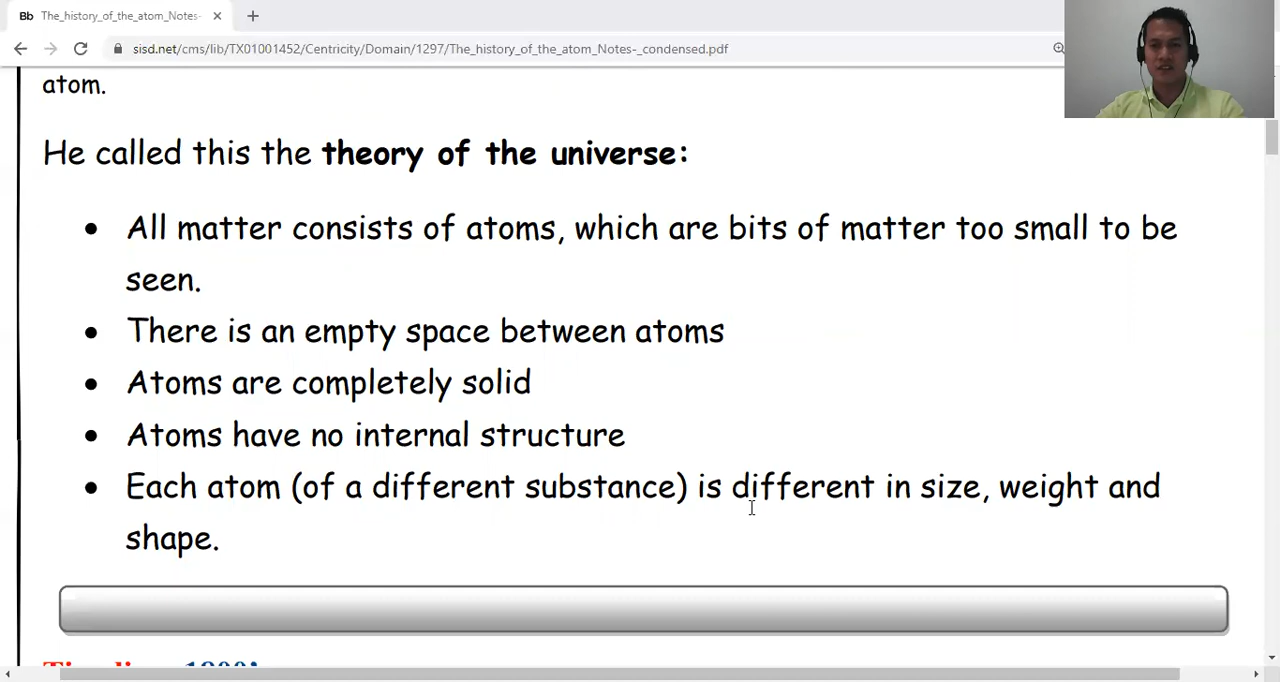 Bb The_history_of_the_atom_Notes-
sisd.net/cms/lib/TX01001452/Centricity/Domain/1297/The_history_of_the_atom_Notes-_condensed.pdf
atom.
He called this the theory of the universe:
• All matter consists of atoms, which are bits of matter too small to be
seen.
• There is an empty space between atoms
• Atoms are completely solid
• Atoms have no internal structure
• Each atom (of a different substance) is different in size, weight and
shape.